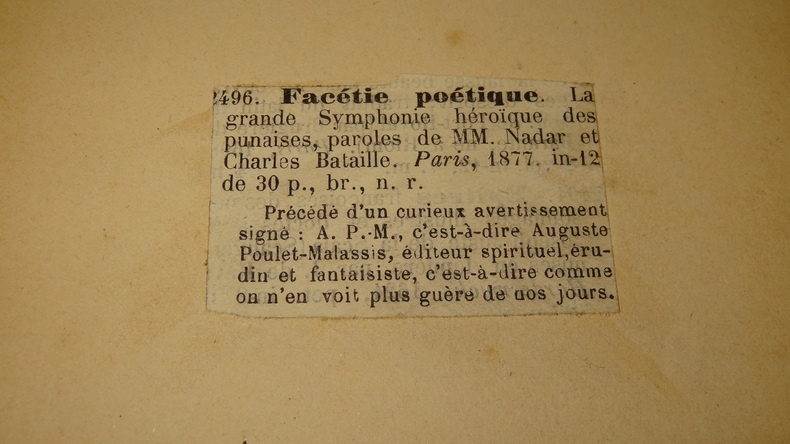 2496. Facétie poétique. La
grande Symphonie héroïque des
punaises, paroles de MM. Nadar et
Charles Bataille. Paris, 1877. in-12
de 30 p., br., n. r.
Précédé d'un curieux avertissement
signé : A. P.-M., c'est-à-dire Auguste
Poulet-Malassis, éditeur spirituel, éru-
din et fantaisiste, c'est-à-dire comme
on n'en voit plus guère de nos jours.